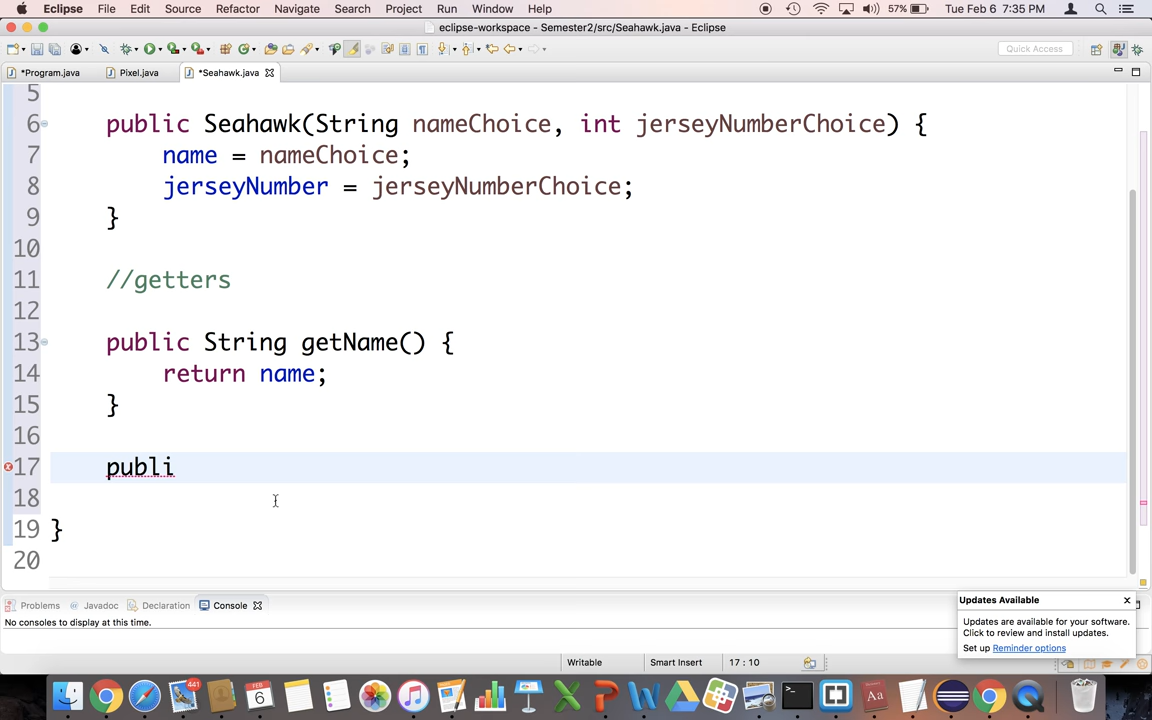 Eclipse File Edit Source Refactor Navigate Search Project Run Window Help 57% Tue Feb 6 7:35 PM
eclipse-workspace - Semester2/src/Seahawk.java - Eclipse
Quick Access
*Program.java Pixel.java *Seahawk.java
5
6 public Seahawk(String nameChoice, int jerseyNumberChoice) {
7 name = nameChoice;
8 jerseyNumber = jerseyNumberChoice;
9 }
10
11 //getters
12
13 public String getName() {
14 return name;
15 }
16
17 publi
18
19 }
20
Problems Javadoc Declaration Console
No consoles to display at this time.
Updates Available
Updates are available for your software.
Click to review and install updates.
Set up Reminder options
Writable Smart Insert 17 : 10
441
FEB
6